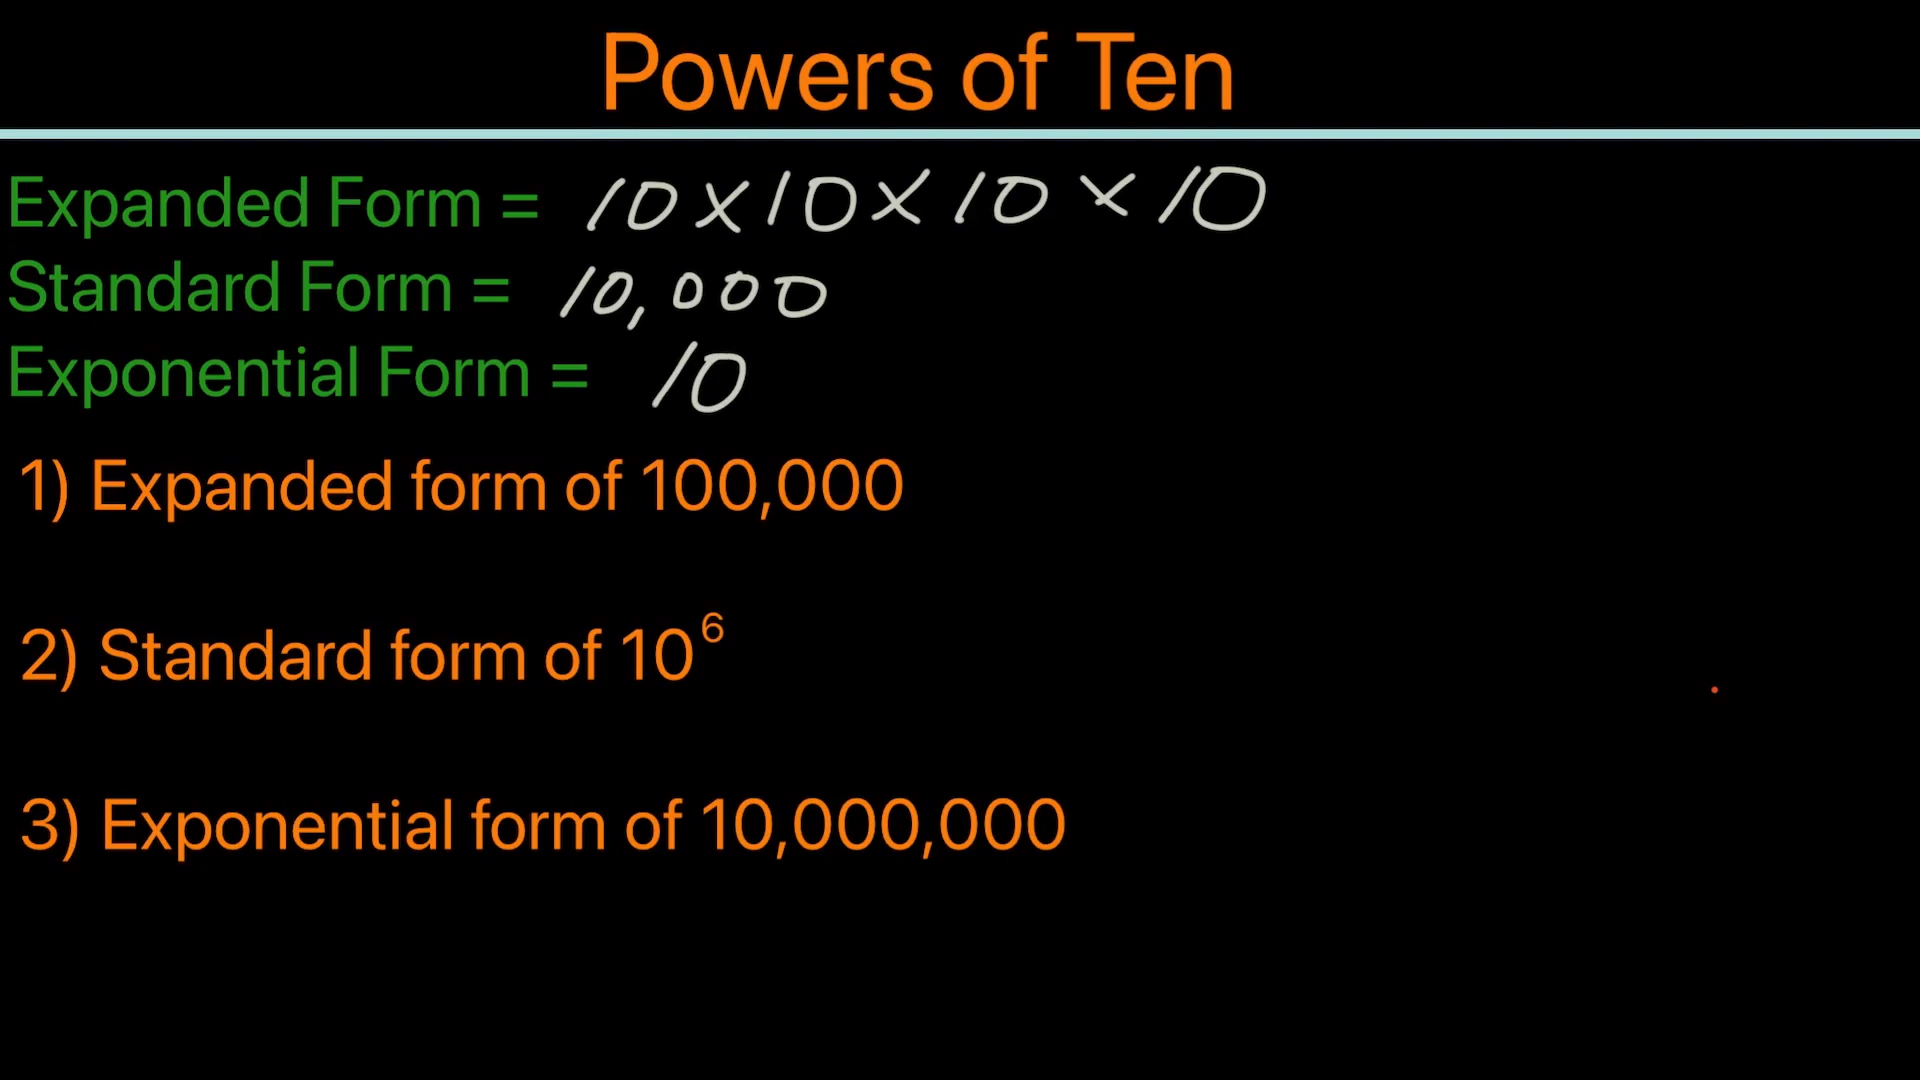 Powers of Ten
Expanded Form = 10 x 10 x 10 x 10
Standard Form = 10,000
Exponential Form = 10
1) Expanded form of 100,000
2) Standard form of 10⁶
3) Exponential form of 10,000,000